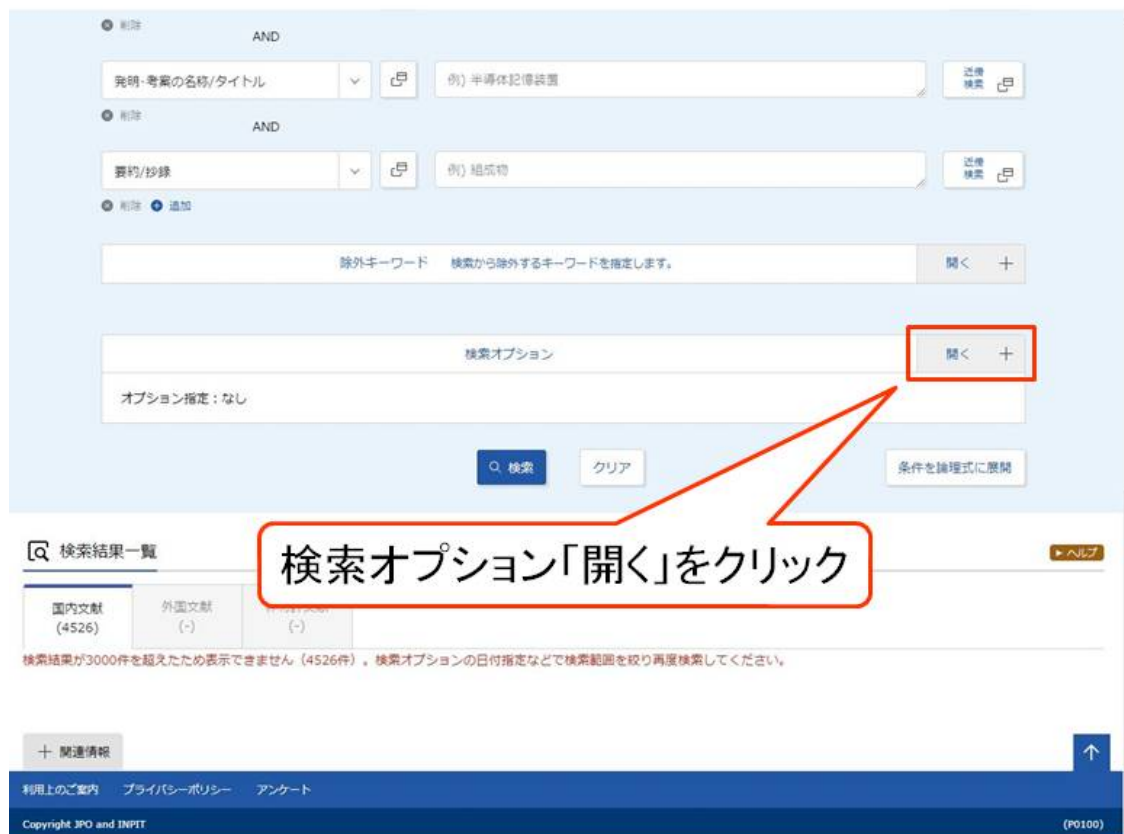 削除
AND
発明・考案の名称/タイトル
例) 半導体記憶装置
近傍
検索
削除
AND
要約/抄録
例) 組成物
近傍
検索
削除 追加
除外キーワード 検索から除外するキーワードを指定します。 開く
検索オプション 開く
オプション指定：なし
検索 クリア 条件を論理式に展開
検索オプション「開く」をクリック
検索結果一覧
ヘルプ
国内文献
(4526)
外国文献
(-)
(-)
検索結果が3000件を超えたため表示できません（4526件）。検索オプションの日付指定などで検索範囲を絞り再度検索してください。
関連情報
利用上のご案内 プライバシーポリシー アンケート
Copyright JPO and INPIT (P0100)